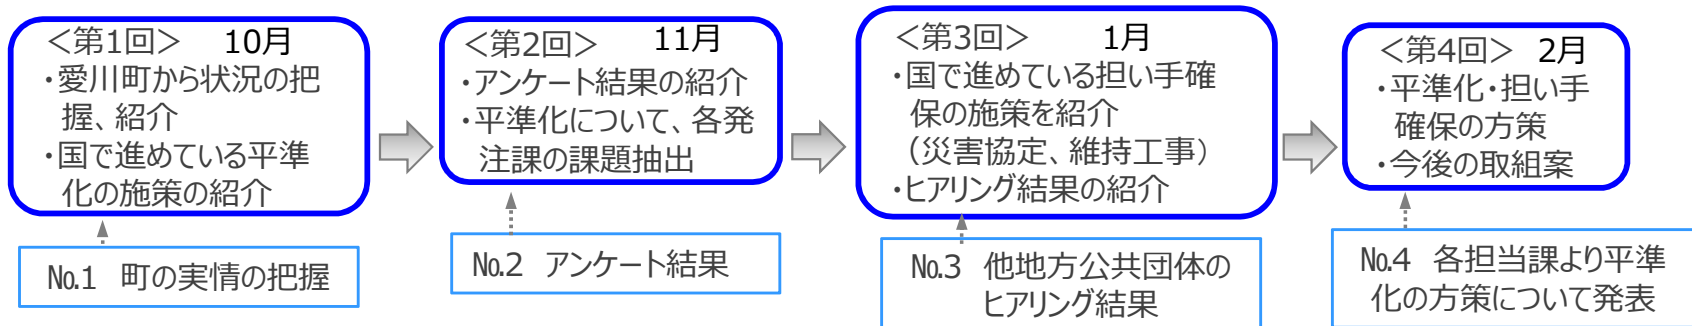 ＜第1回＞ 10月
・愛川町から状況の把
握、紹介
・国で進めている平準
化の施策の紹介
＜第2回＞ 11月
・アンケート結果の紹介
・平準化について、各発
注課の課題抽出
＜第3回＞ 1月
・国で進めている担い手確
保の施策を紹介
（災害協定、維持工事）
・ヒアリング結果の紹介
＜第4回＞ 2月
・平準化・担い手
確保の方策
・今後の取組案
№1 町の実情の把握
№2 アンケート結果
№3 他地方公共団体の
ヒアリング結果
№4 各担当課より平準
化の方策について発表